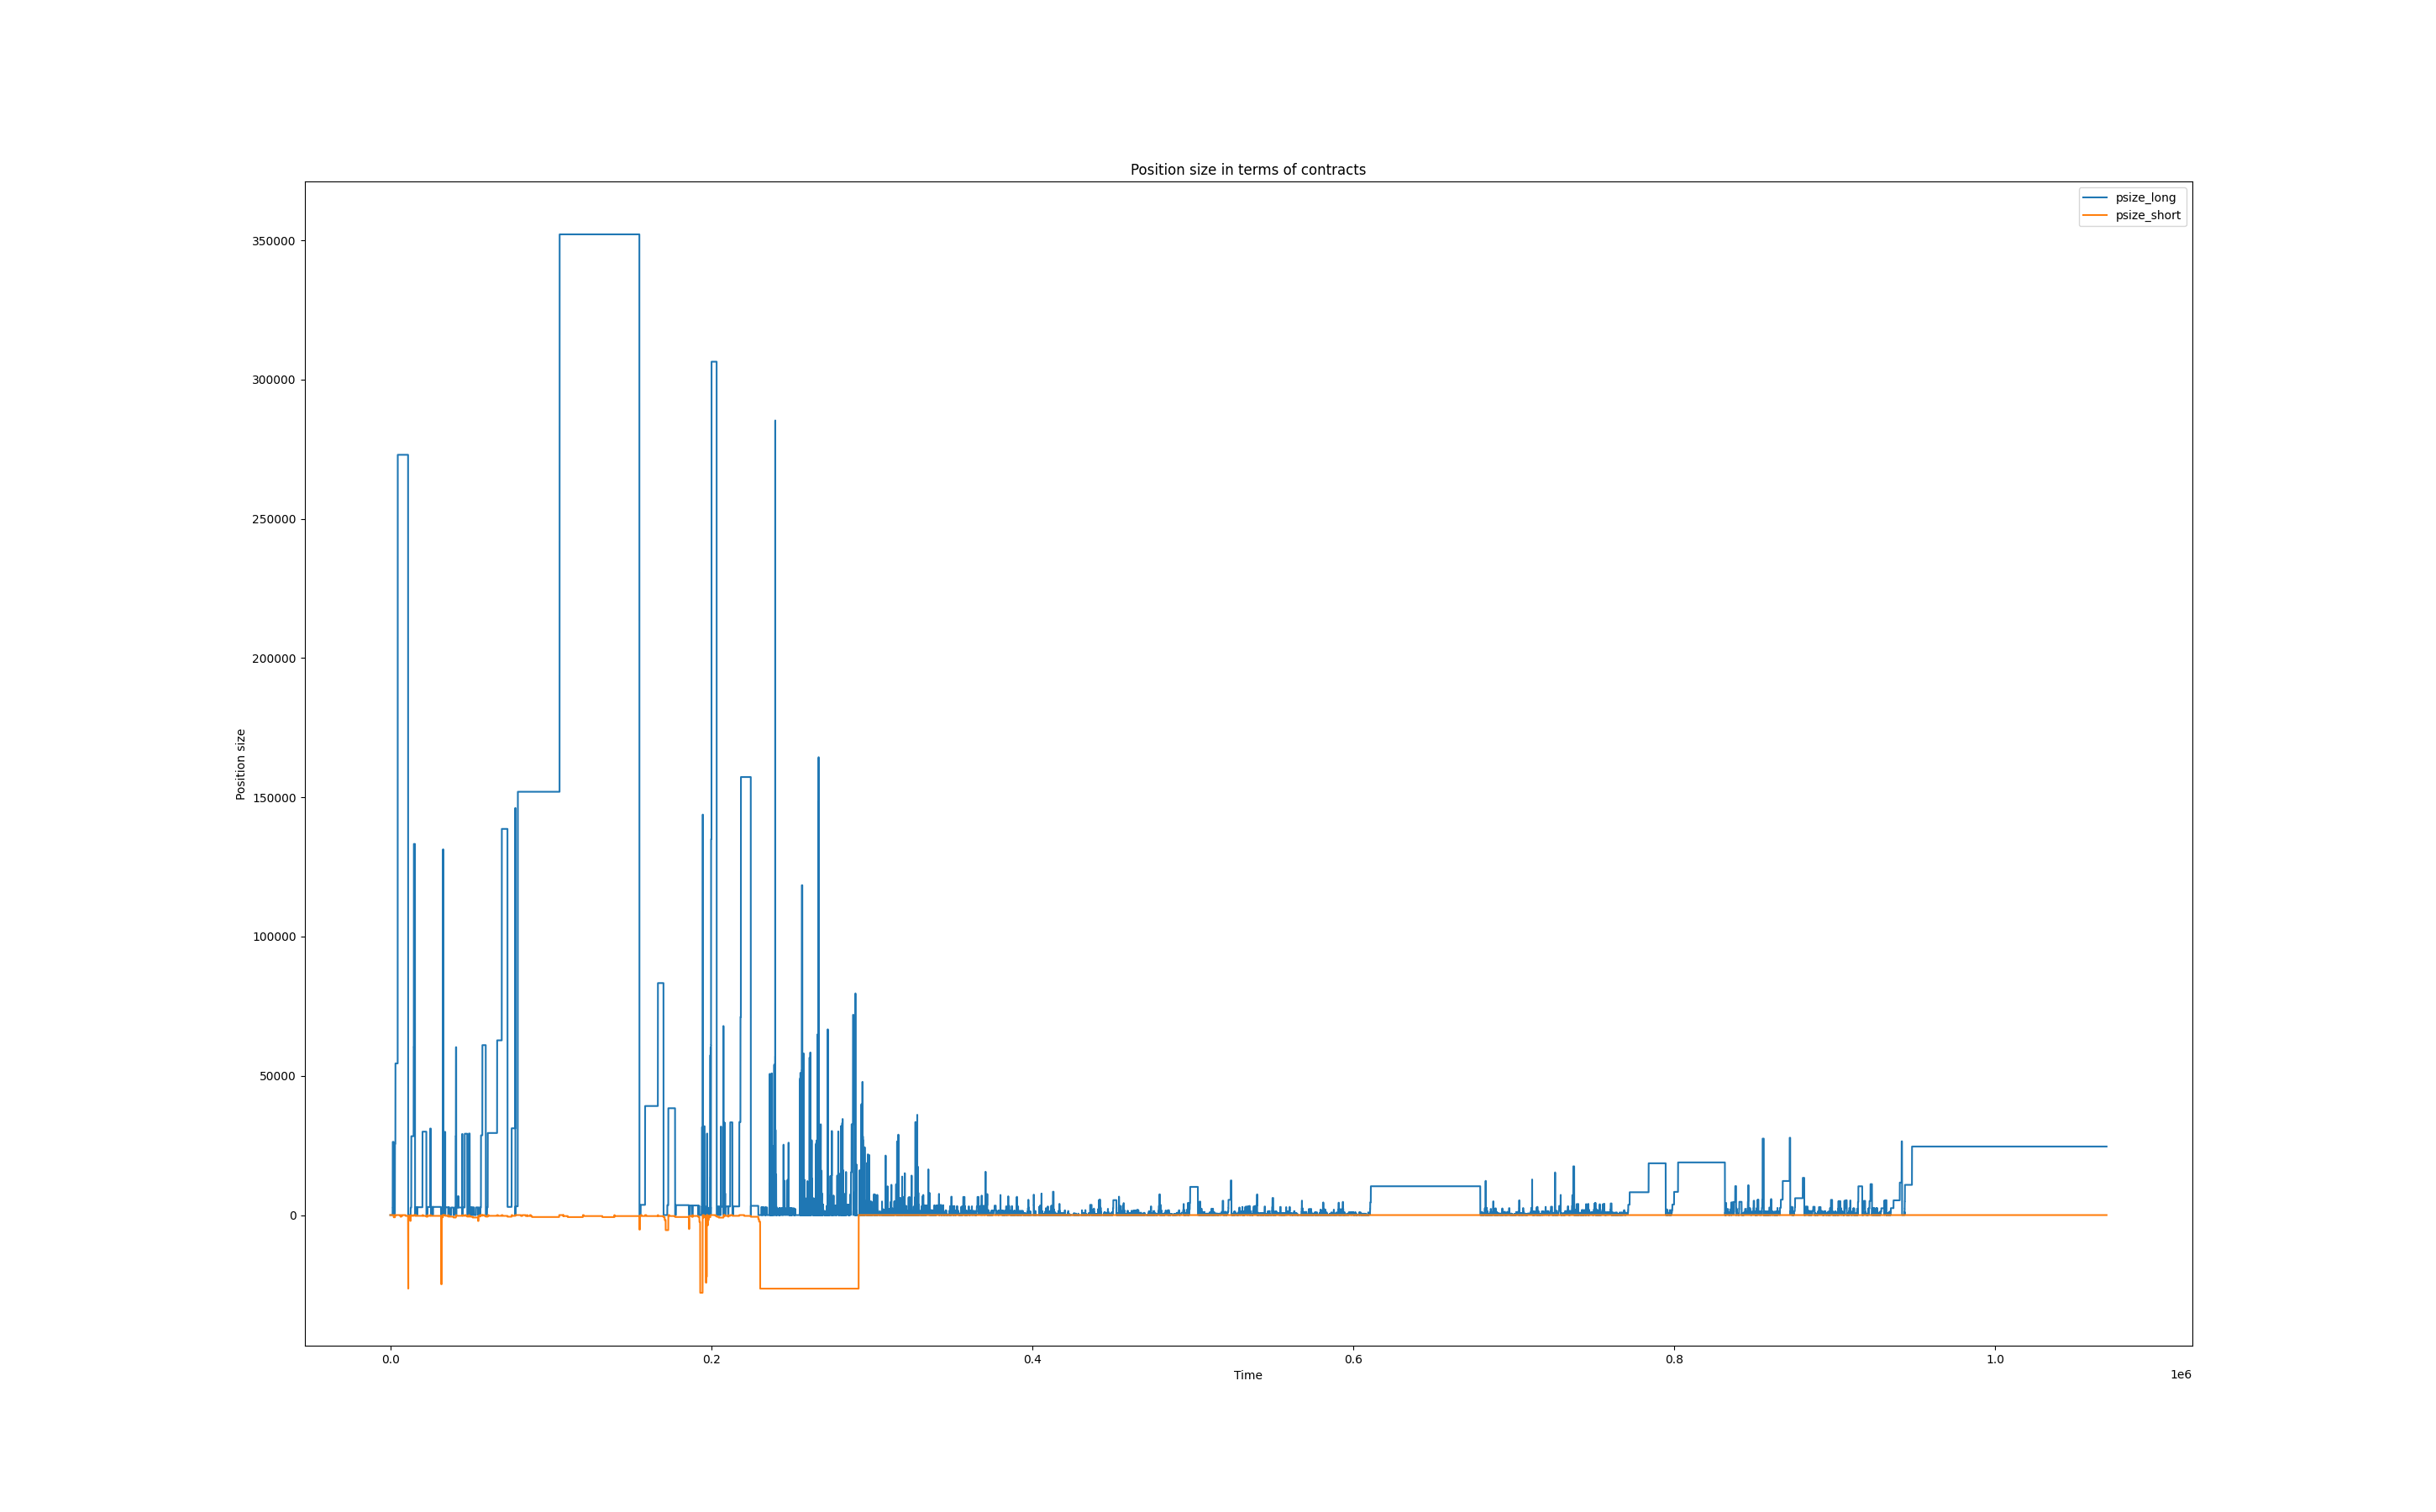 Position size in terms of contracts
psize_long
psize_short
Position size
350000
300000
250000
200000
150000
100000
50000
0
0.0 0.2 0.4 0.6 0.8 1.0
Time
1e6